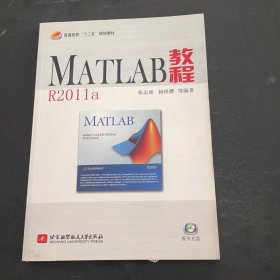 普通高校“十二五”规划教材
MATLAB教程
R2011a
张志涌 杨祖樱 等编著
MATLAB
R2011a
北京航空航天大学出版社
BEIHANG UNIVERSITY PRESS
配有光盘